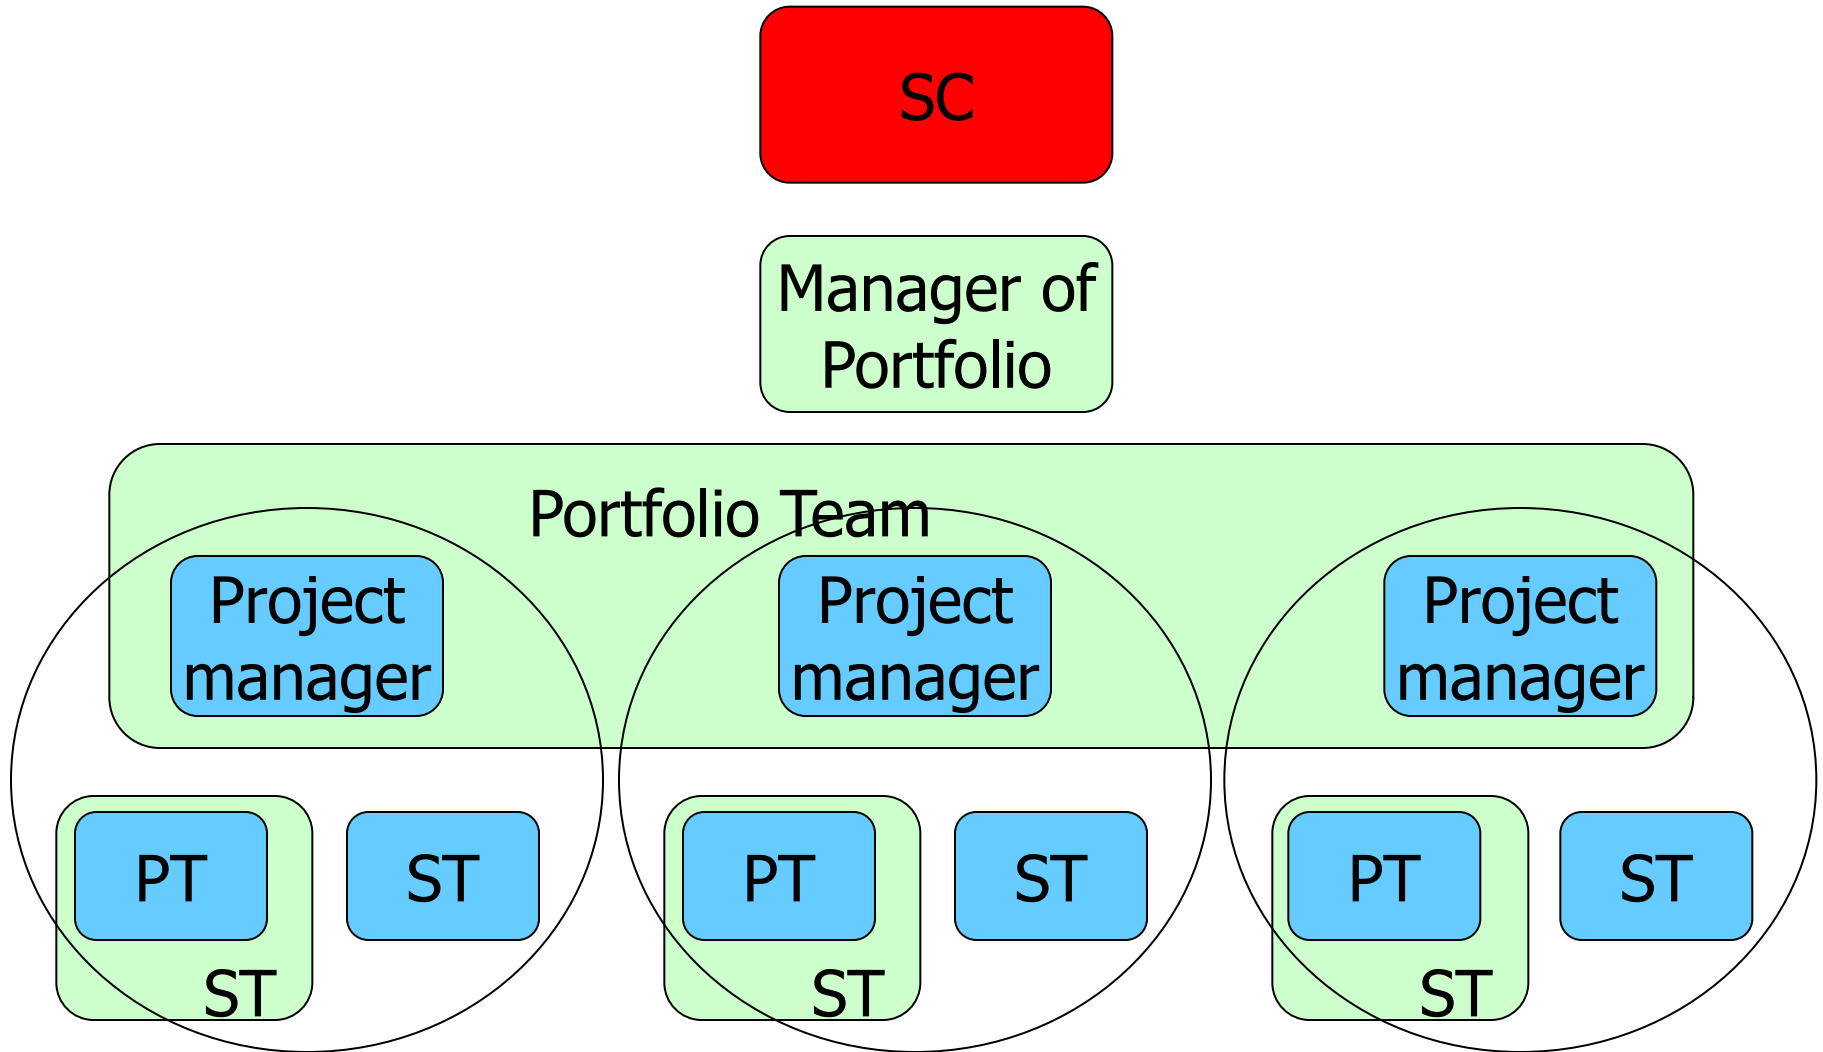 SC
Manager of
Portfolio
Portfolio Team
Project
manager
Project
manager
Project
manager
PT
ST
PT
ST
PT
ST
ST
ST
ST